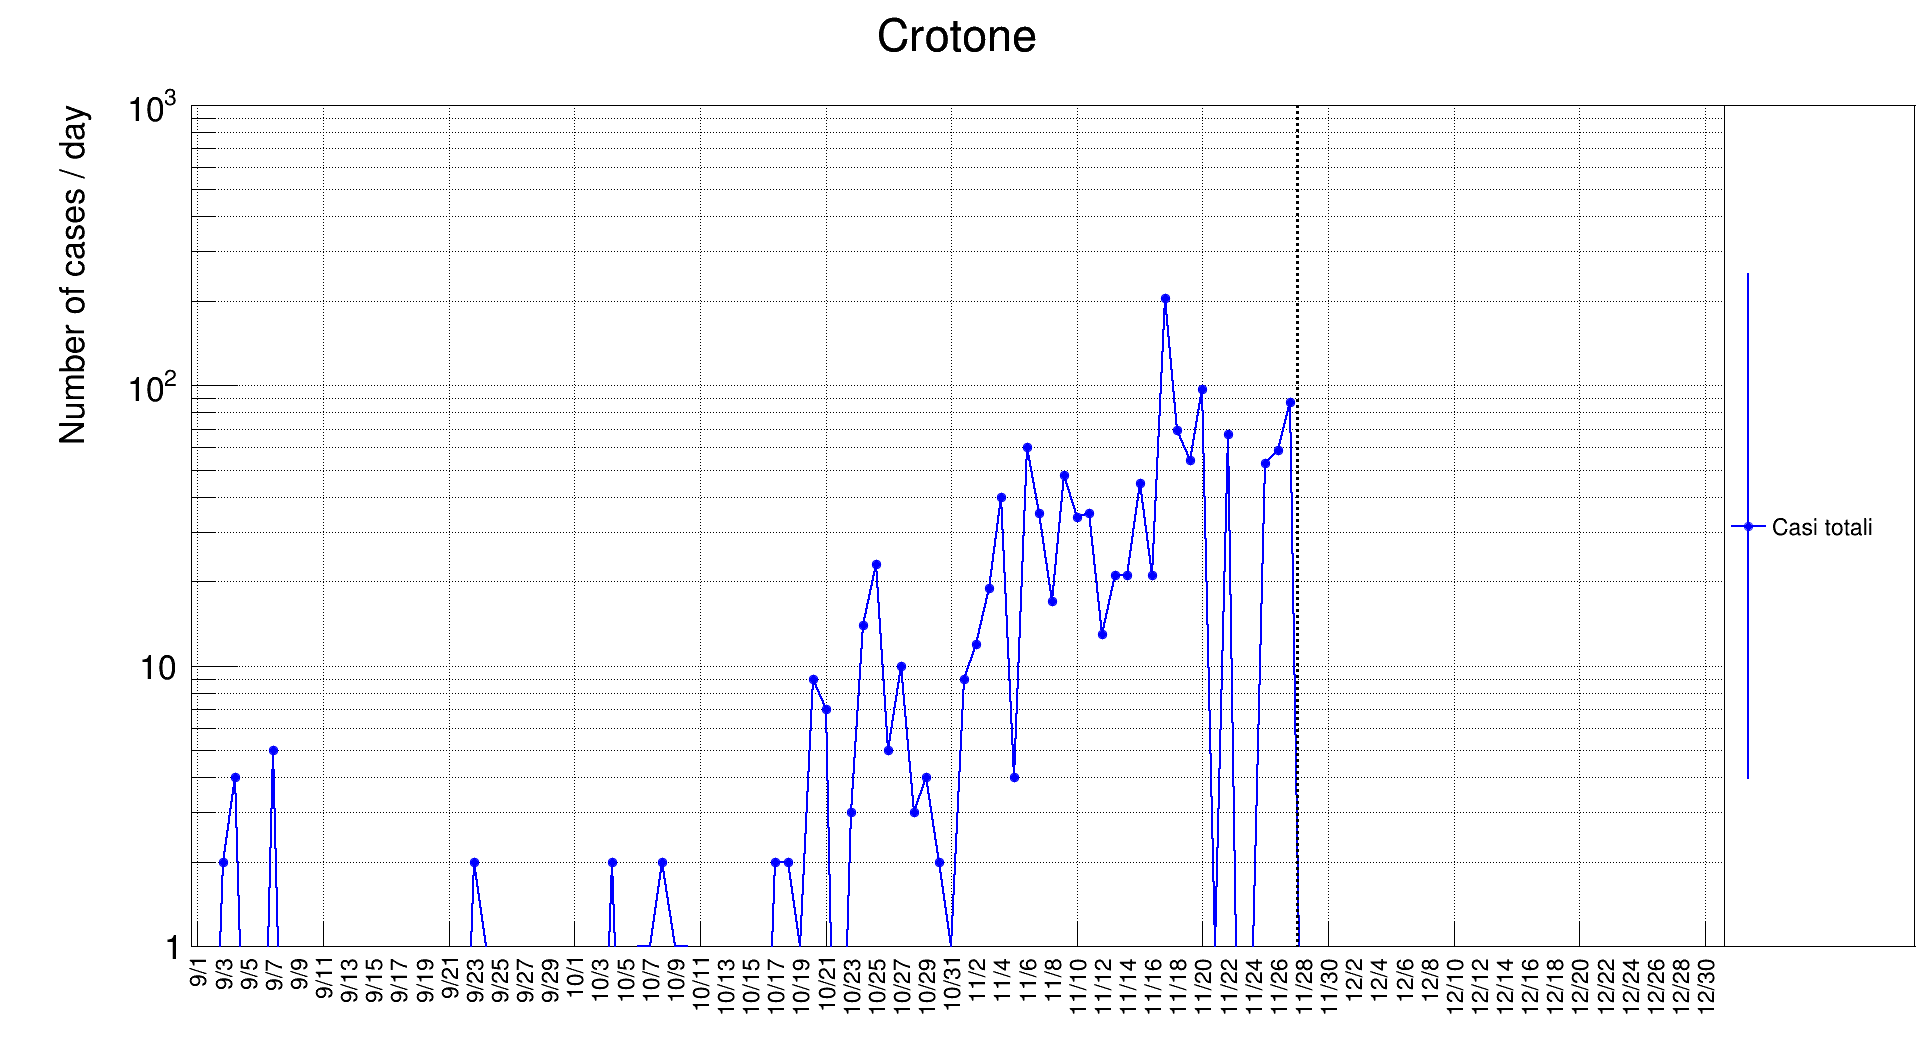 Crotone
Number of cases / day
10³
10²
10
1
9/1 9/3 9/5 9/7 9/9 9/11 9/13 9/15 9/17 9/19 9/21 9/23 9/25 9/27 9/29 10/1 10/3 10/5 10/7 10/9 10/11 10/13 10/15 10/17 10/19 10/21 10/23 10/25 10/27 10/29 10/31 11/2 11/4 11/6 11/8 11/10 11/12 11/14 11/16 11/18 11/20 11/22 11/24 11/26 11/28 11/30 12/2 12/4 12/6 12/8 12/10 12/12 12/14 12/16 12/18 12/20 12/22 12/24 12/26 12/28 12/30
Casi totali